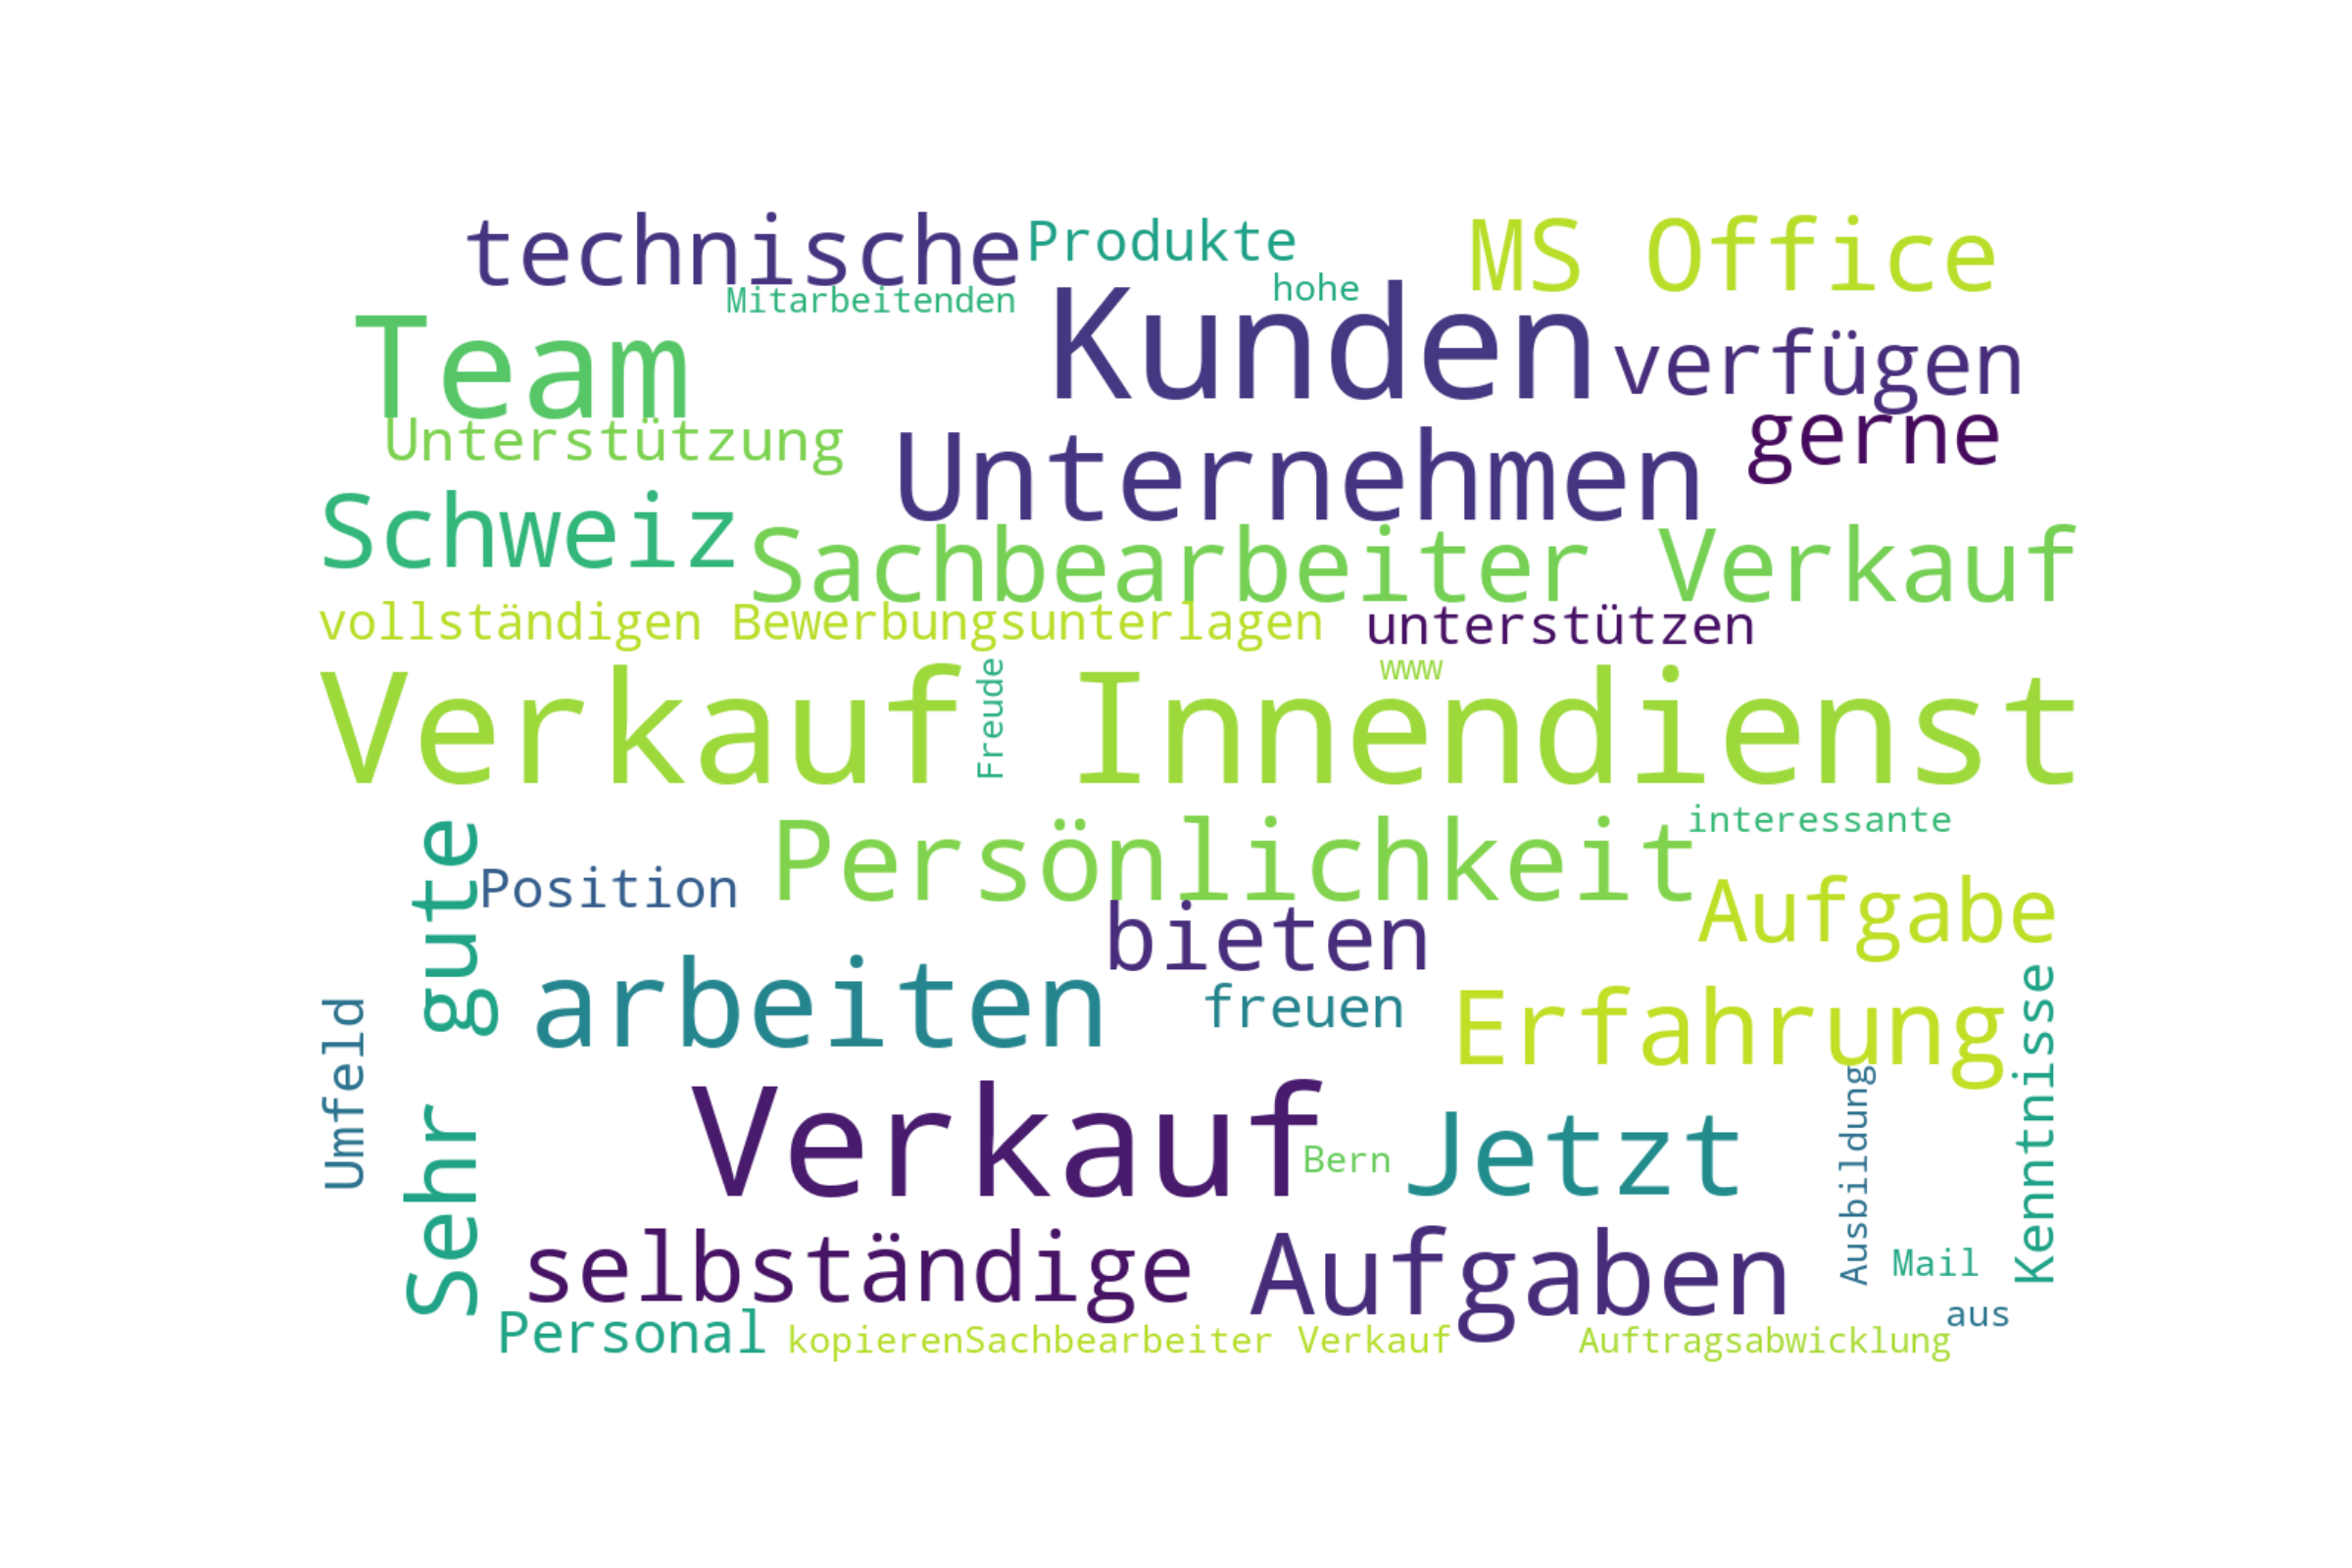 technische Produkte MS Office
Mitarbeitenden hohe
Team Kunden verfügen
Unterstützung Unternehmen gerne
Schweiz Sachbearbeiter Verkauf
vollständigen Bewerbungsunterlagen unterstützen
www
Freude
Verkauf Innendienst
Persönlichkeit interessante
Position Aufgabe
bieten
Sehr gute
arbeiten freuen Erfahrung
Umfeld
Kenntnisse
Verkauf Bern Jetzt
Ausbildung
selbständige Aufgaben Mail
Personal kopierenSachbearbeiter Verkauf Auftragsabwicklung aus